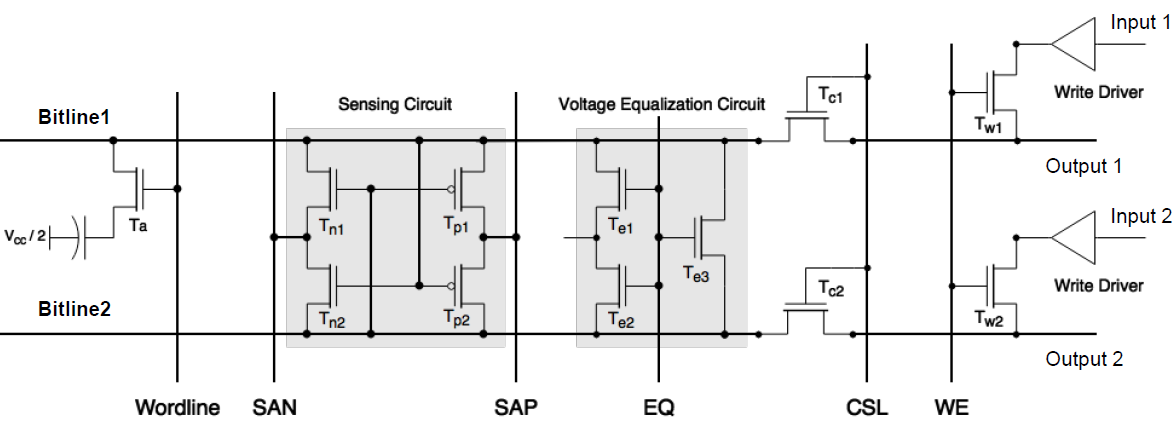 Input 1
Sensing Circuit
Voltage Equalization Circuit
Tc1
Write Driver
Bitline1
Tw1
Output 1
Vcc / 2
Ta
Tn1
Tp1
Te1
Input 2
Te3
Tc2
Write Driver
Bitline2
Tn2
Tp2
Te2
Tw2
Output 2
Wordline
SAN
SAP
EQ
CSL
WE